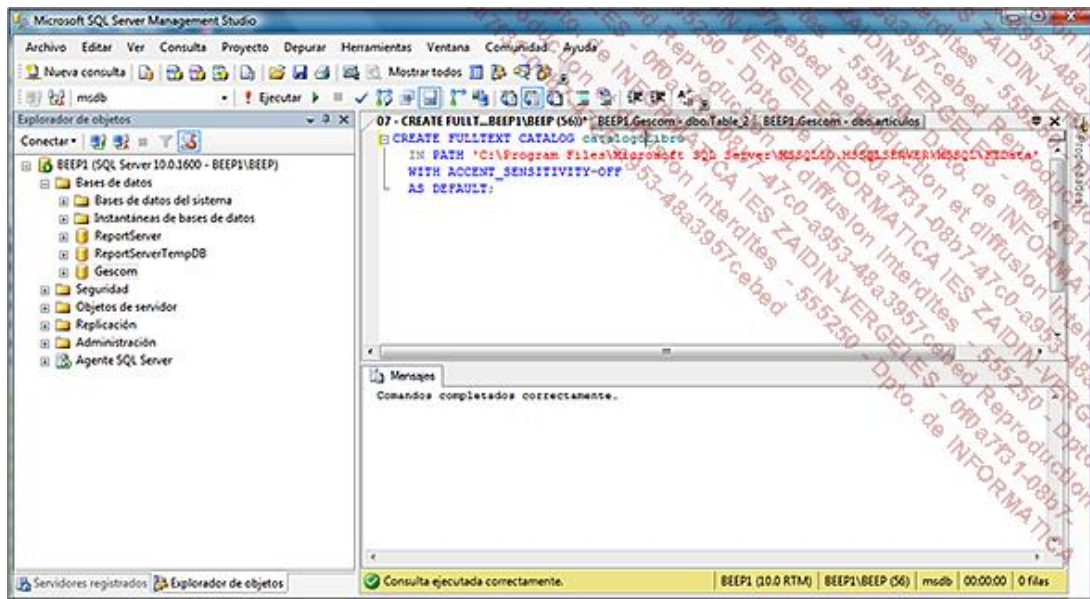 Microsoft SQL Server Management Studio
Archivo Editar Ver Consulta Proyecto Depurar Herramientas Ventana Comunidad Ayuda
Nueva consulta Mostrar todos
msdb Ejecutar
Explorador de objetos
Conectar
BEEP1 (SQL Server 10.0.1600 - BEEP1\BEEP)
Bases de datos
Bases de datos del sistema
Instantáneas de bases de datos
ReportServer
ReportServerTempDB
Gescom
Seguridad
Objetos de servidor
Replicación
Administración
Agente SQL Server
Servidores registrados Explorador de objetos
07 - CREATE FULLT...BEEP1\BEEP (56))* BEEP1.Gescom - dbo.Table_2 BEEP1.Gescom - dbo.articulos
CREATE FULLTEXT CATALOG catalogoLibro
IN PATH 'C:\Program Files\Microsoft SQL Server\MSSQL10.MSSQLSERVER\MSSQL\FTData'
WITH ACCENT_SENSITIVITY=OFF
AS DEFAULT;
Mensajes
Comandos completados correctamente.
Consulta ejecutada correctamente. BEEP1 (10.0 RTM) BEEP1\BEEP (56) msdb 00:00:00 0 filas